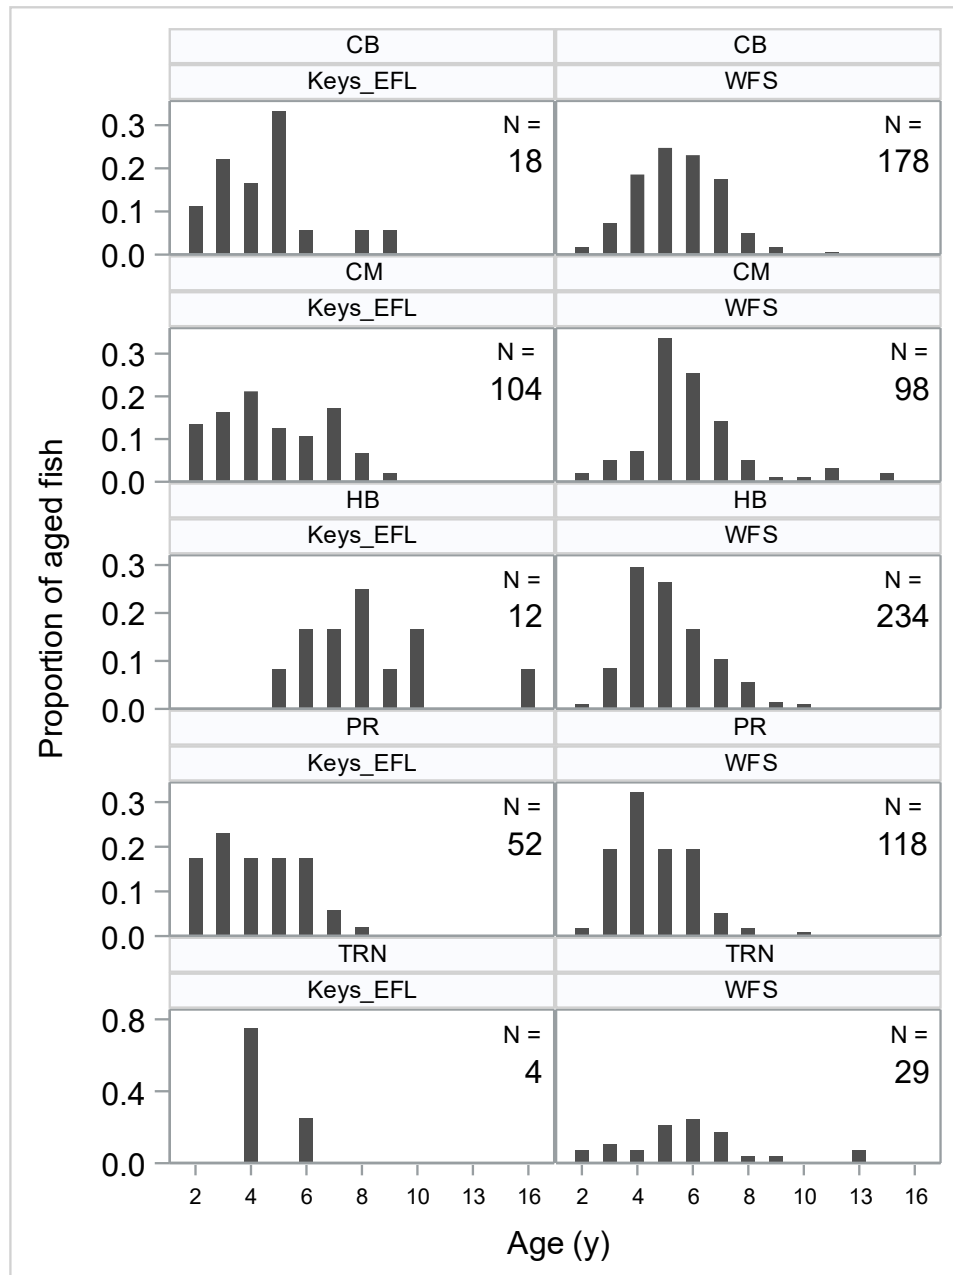 CB
CB
Keys_EFL
WFS
0.3
0.2
0.1
0.0
N =
18
N =
178
CM
CM
Keys_EFL
WFS
0.3
0.2
0.1
0.0
N =
104
N =
98
HB
HB
Keys_EFL
WFS
0.3
0.2
0.1
0.0
N =
12
N =
234
PR
PR
Keys_EFL
WFS
0.3
0.2
0.1
0.0
N =
52
N =
118
TRN
TRN
Keys_EFL
WFS
0.8
0.4
0.0
N =
4
N =
29
2 4 6 8 10 13 16
2 4 6 8 10 13 16
Age (y)
Proportion of aged fish